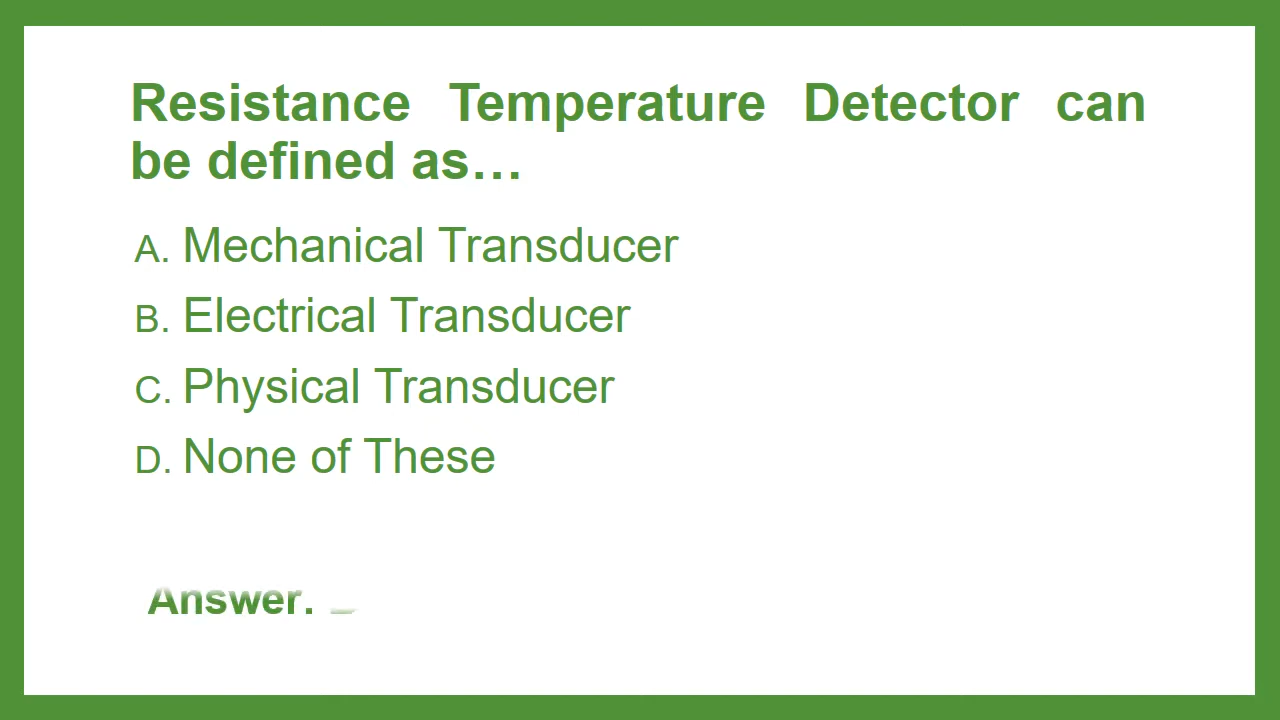 Resistance Temperature Detector can
be defined as…
A. Mechanical Transducer
B. Electrical Transducer
C. Physical Transducer
D. None of These
Answer.